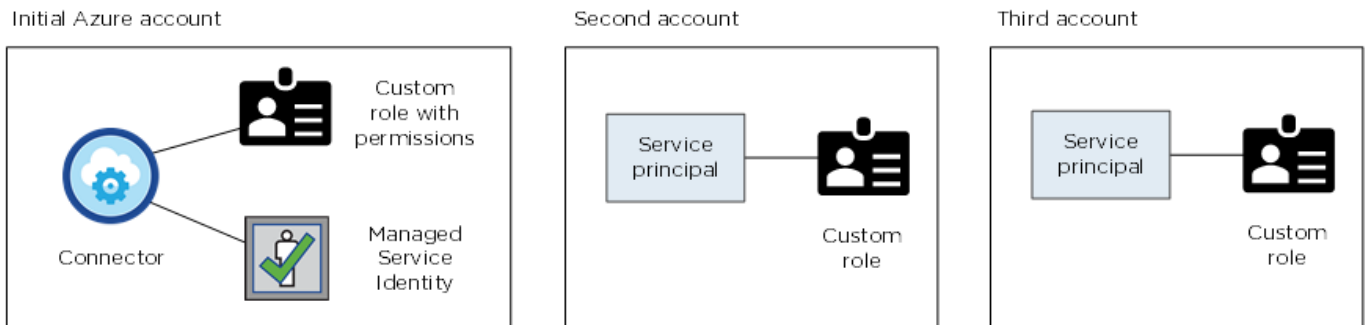 Initial Azure account
Second account
Third account
Custom
role with
permissions
Connector
Managed
Service
Identity
Service
principal
Custom
role
Service
principal
Custom
role